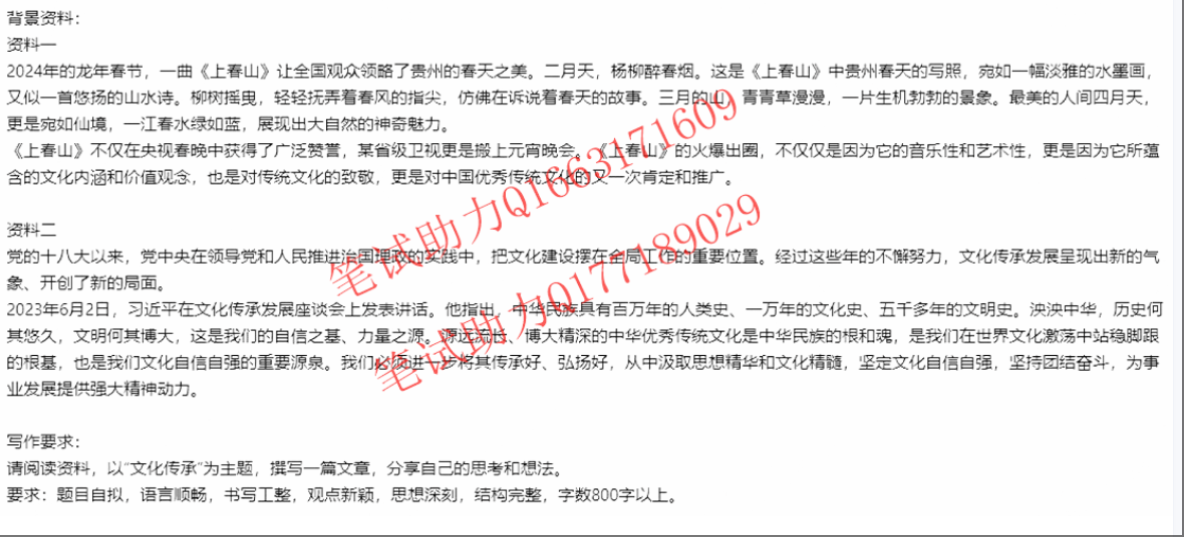 背景资料：
资料一
2024年的龙年春节，一曲《上春山》让全国观众领略了贵州的春天之美。二月天，杨柳醉春烟。这是《上春山》中贵州春天的写照，宛如一幅淡雅的水墨画，
又似一首悠扬的山水诗。柳树摇曳，轻轻抚弄着春风的指尖，仿佛在诉说着春天的故事。三月的山，青青草漫漫，一片生机勃勃的景象。最美的人间四月天，
更是宛如仙境，一江春水绿如蓝，展现出大自然的神奇魅力。
《上春山》不仅在央视春晚中获得了广泛赞誉，某省级卫视更是搬上元宵晚会。《上春山》的火爆出圈，不仅仅是因为它的音乐性和艺术性，更是因为它所蕴
含的文化内涵和价值观念，也是对传统文化的致敬，更是对中国优秀传统文化的又一次肯定和推广。
资料二
党的十八大以来，党中央在领导党和人民推进治国理政的实践中，把文化建设摆在全局工作的重要位置。经过这些年的不懈努力，文化传承发展呈现出新的气
象、开创了新的局面。
2023年6月2日，习近平在文化传承发展座谈会上发表讲话。他指出，中华民族具有百万年的人类史、一万年的文化史、五千多年的文明史。泱泱中华，历史何
其悠久，文明何其博大，这是我们的自信之基、力量之源。源远流长、博大精深的中华优秀传统文化是中华民族的根和魂，是我们在世界文化激荡中站稳脚跟
的根基，也是我们文化自信自强的重要源泉。我们必须进一步将其传承好、弘扬好，从中汲取思想精华和文化精髓，坚定文化自信自强，坚持团结奋斗，为事
业发展提供强大精神动力。
写作要求：
请阅读资料，以“文化传承”为主题，撰写一篇文章，分享自己的思考和想法。
要求：题目自拟，语言顺畅，书写工整，观点新颖，思想深刻，结构完整，字数800字以上。
笔试助力Q1663171609
笔试助力Q177189029